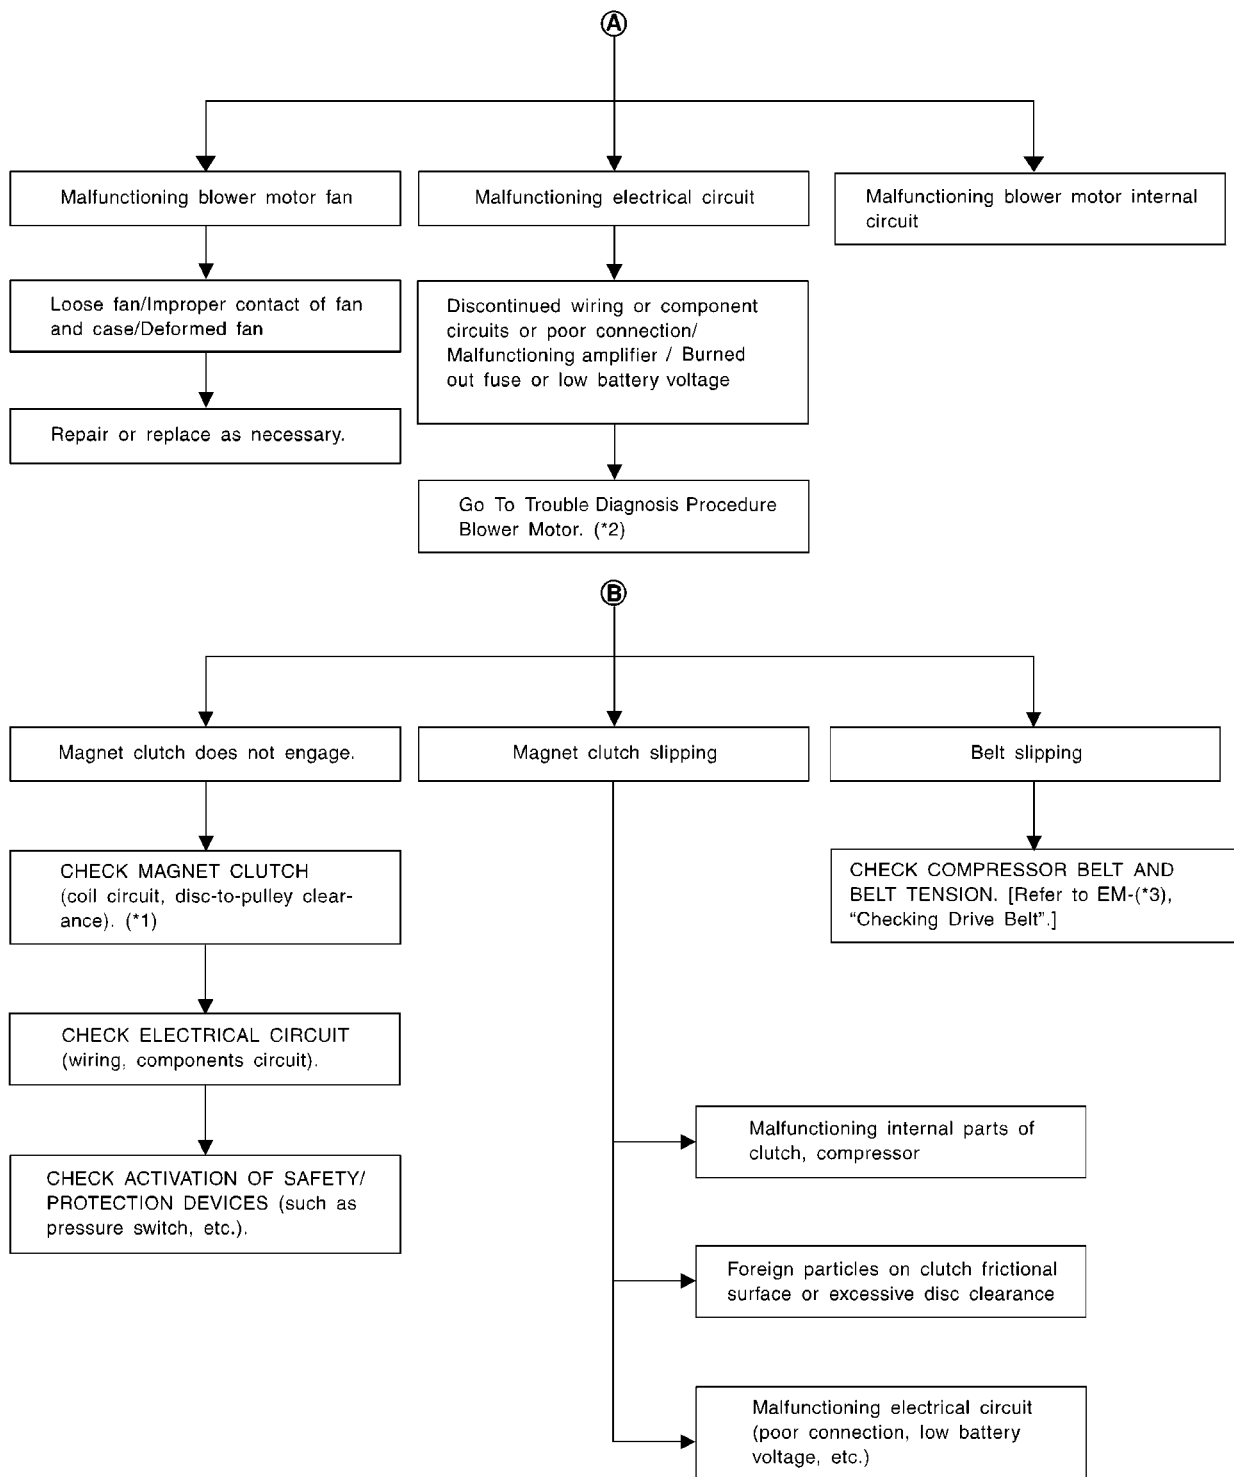 A
Malfunctioning blower motor fan
Loose fan/Improper contact of fan
and case/Deformed fan
Repair or replace as necessary.
Malfunctioning electrical circuit
Discontinued wiring or component
circuits or poor connection/
Malfunctioning amplifier / Burned
out fuse or low battery voltage
Go To Trouble Diagnosis Procedure
Blower Motor. (*2)
Malfunctioning blower motor internal
circuit
B
Magnet clutch does not engage.
CHECK MAGNET CLUTCH
(coil circuit, disc-to-pulley clear-
ance). (*1)
CHECK ELECTRICAL CIRCUIT
(wiring, components circuit).
CHECK ACTIVATION OF SAFETY/
PROTECTION DEVICES (such as
pressure switch, etc.).
Magnet clutch slipping
Malfunctioning internal parts of
clutch, compressor
Foreign particles on clutch frictional
surface or excessive disc clearance
Malfunctioning electrical circuit
(poor connection, low battery
voltage, etc.)
Belt slipping
CHECK COMPRESSOR BELT AND
BELT TENSION. [Refer to EM-(*3),
“Checking Drive Belt”.]